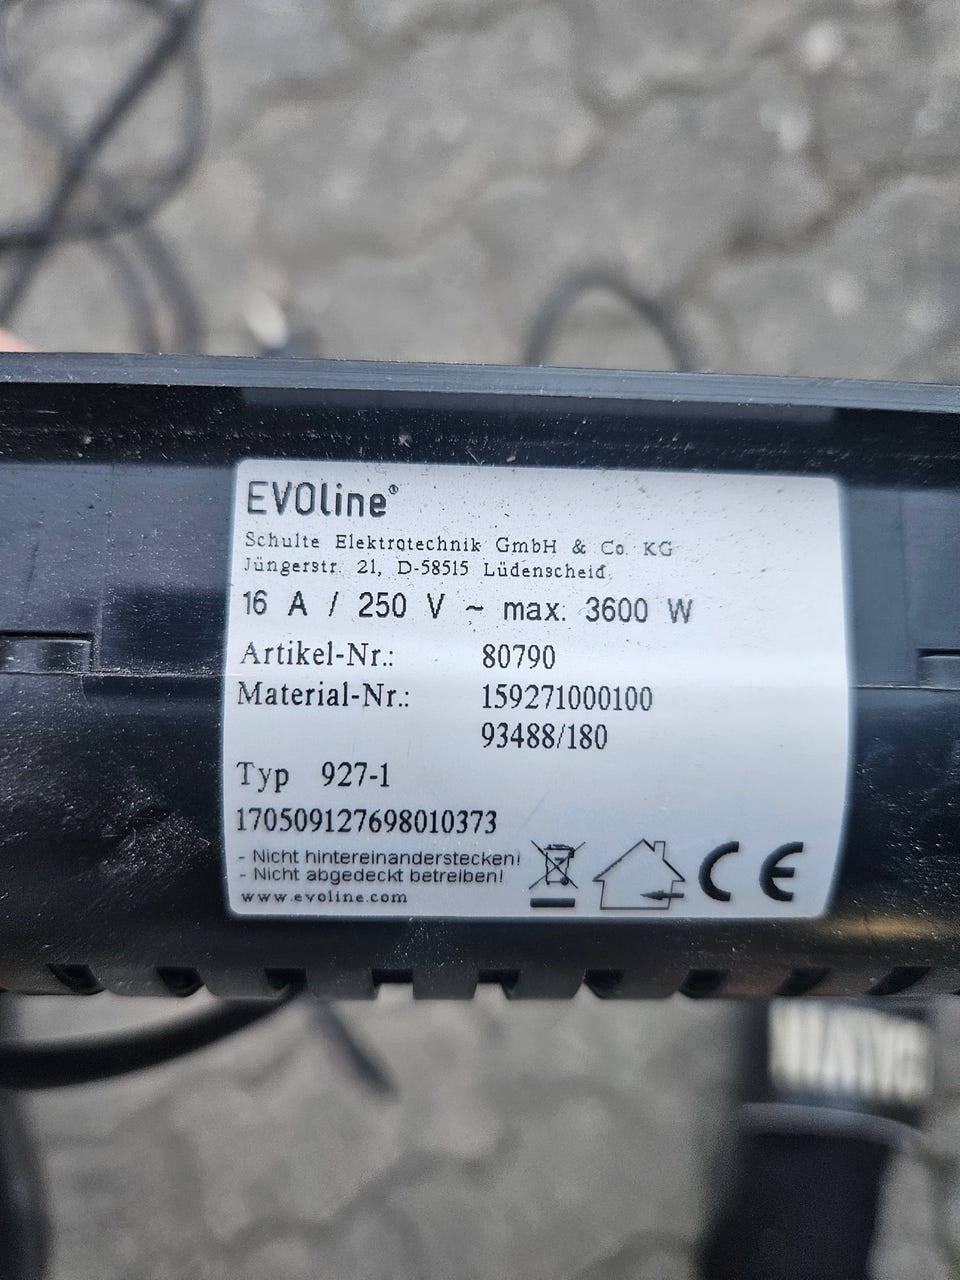 EVOline®
Schulte Elektrotechnik GmbH & Co. KG
Jüngerstr. 21, D-58515 Lüdenscheid
16 A / 250 V ~ max. 3600 W
Artikel-Nr.: 80790
Material-Nr.: 159271000100
93488/180
Typ 927-1
170509127698010373
- Nicht hintereinanderstecken!
- Nicht abgedeckt betreiben!
www.evoline.com
CE